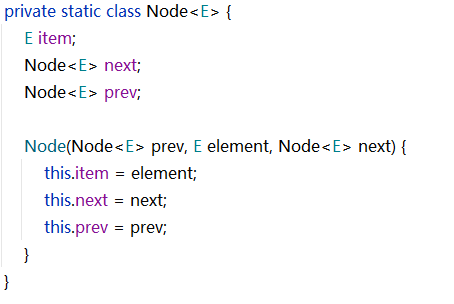 private static class Node<E> {
    E item;
    Node<E> next;
    Node<E> prev;

    Node(Node<E> prev, E element, Node<E> next) {
        this.item = element;
        this.next = next;
        this.prev = prev;
    }
}